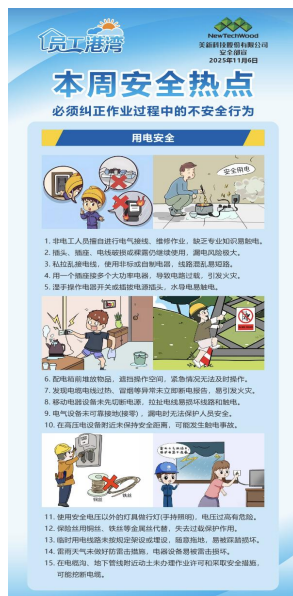 员工港湾
NewTechWood
美新科技股份有限公司
安全部宣
2025年11月6日
本周安全热点
必须纠正作业过程中的不安全行为
用电安全
安全用电
1. 非电工人员擅自进行电气接线、维修作业，缺乏专业知识易触电。
2. 插头、插座、电线破损或裸露仍继续使用，漏电风险极大。
3. 私拉乱接电线，使用非标或自制电器，线路混乱易短路。
4. 用一个插座接多个大功率电器，导致电路过载，引发火灾。
5. 湿手操作电器开关或插拔电源插头，水导电易触电。
6. 配电箱前堆放物品，遮挡操作空间，紧急情况无法及时操作。
7. 发现电缆电线过热、冒烟等异常未立即断电报告，易引发火灾。
8. 移动电器设备未先切断电源，拉扯电线易损坏线路和触电。
9. 电气设备未可靠接地(接零)，漏电时无法保护人员安全。
10. 在高压电设备附近未保持安全距离，可能发生触电事故。
铜丝
铁丝
11. 使用安全电压以外的灯具做行灯(手持照明)，电压过高有危险。
12. 保险丝用铜丝、铁丝等金属丝代替，失去过载保护作用。
13. 临时用电线路未按规定架设或埋设，随意拖地，易被踩踏损坏。
14. 雷雨天气未做好防雷击措施，电器设备易被雷击损坏。
15. 在电缆沟、地下管线附近动土未办理作业许可和采取安全措施，
可能挖断电缆。